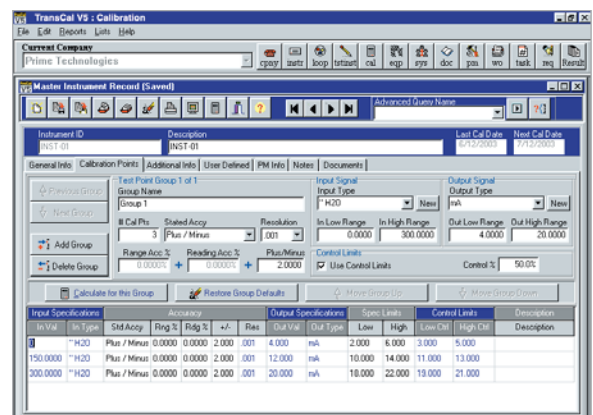 TransCal V5 : Calibration
File Edit Reports Lists Help
Current Company
Prime Technologies
cpny instr loop tstinst cal eqp sys doc pm wo task req Result
Master Instrument Record (Saved)
Advanced Query Name
Instrument ID Description Last Cal Date Next Cal Date
INST-01 INST-01 6/12/2003 7/12/2003
General Info Calibration Points Additional Info User Defined PM Info Notes Documents
Test Point Group 1 of 1 Input Signal Output Signal
Previous Group Group Name Input Type Output Type
Group 1 "H2O New mA New
Next Group # Cal Pts Stated Accy Resolution In Low Range In High Range Out Low Range Out High Range
3 Plus / Minus .001 0.0000 300.0000 4.0000 20.0000
Add Group Range Acc % Reading Acc % Plus/Minus Control Limits
Delete Group 0.0000% + 0.0000% + 2.0000 Use Control Limits Control % 50.0%
Calculate for this Group Restore Group Defaults Move Group Up Move Group Down
Input Specifications Accuracy Output Specifications Spec Limits Control Limits Description
In Val In Type Std Accy Rng % Rdg % +/- Res Out Val Out Type Low High Low Ctrl High Ctrl Description
0 "H2O Plus / Minus 0.0000 0.0000 2.000 .001 4.000 mA 2.000 6.000 3.000 5.000
150.0000 "H2O Plus / Minus 0.0000 0.0000 2.000 .001 12.000 mA 10.000 14.000 11.000 13.000
300.0000 "H2O Plus / Minus 0.0000 0.0000 2.000 .001 20.000 mA 18.000 22.000 19.000 21.000